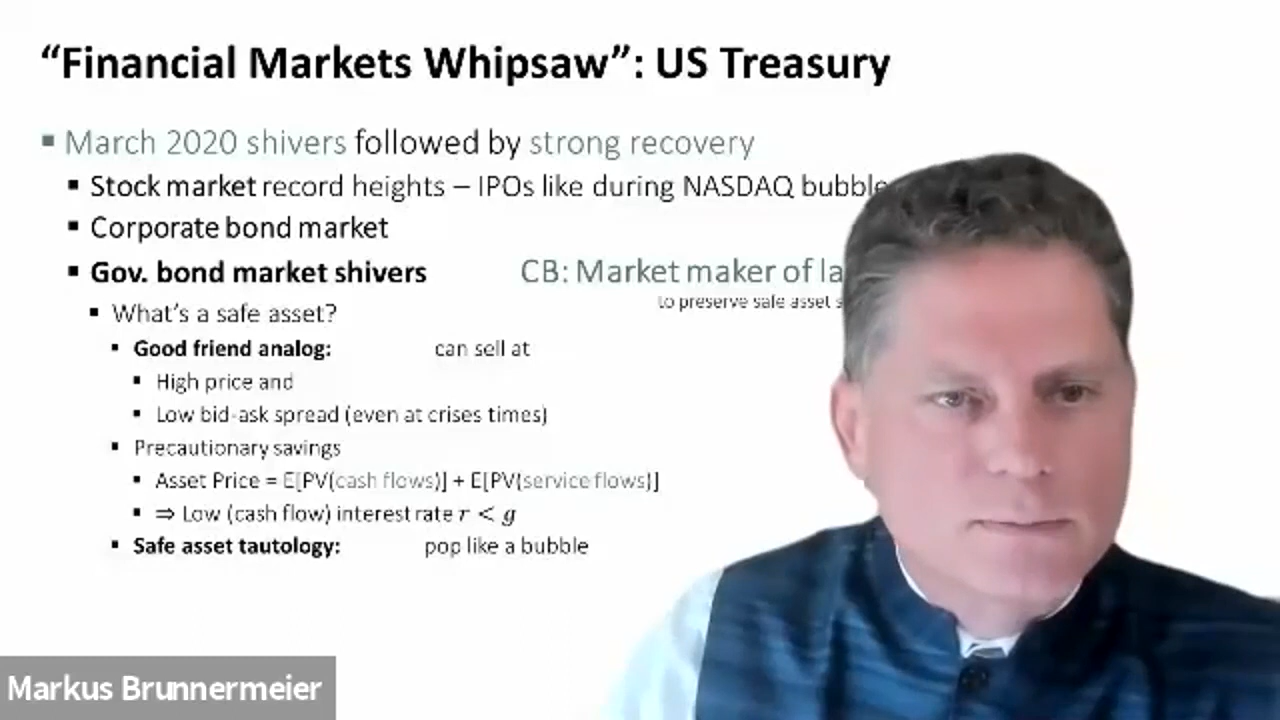 “Financial Markets Whipsaw”: US Treasury
▪ March 2020 shivers followed by strong recovery
▪ Stock market record heights – IPOs like during NASDAQ bubble
▪ Corporate bond market
▪ Gov. bond market shivers CB: Market maker of
to preserve safe asset
▪ What’s a safe asset?
▪ Good friend analog: can sell at
▪ High price and
▪ Low bid-ask spread (even at crises times)
▪ Precautionary savings
▪ Asset Price = E[PV(cash flows)] + E[PV(service flows)]
▪ ⇒ Low (cash flow) interest rate r < g
▪ Safe asset tautology: pop like a bubble
Markus Brunnermeier